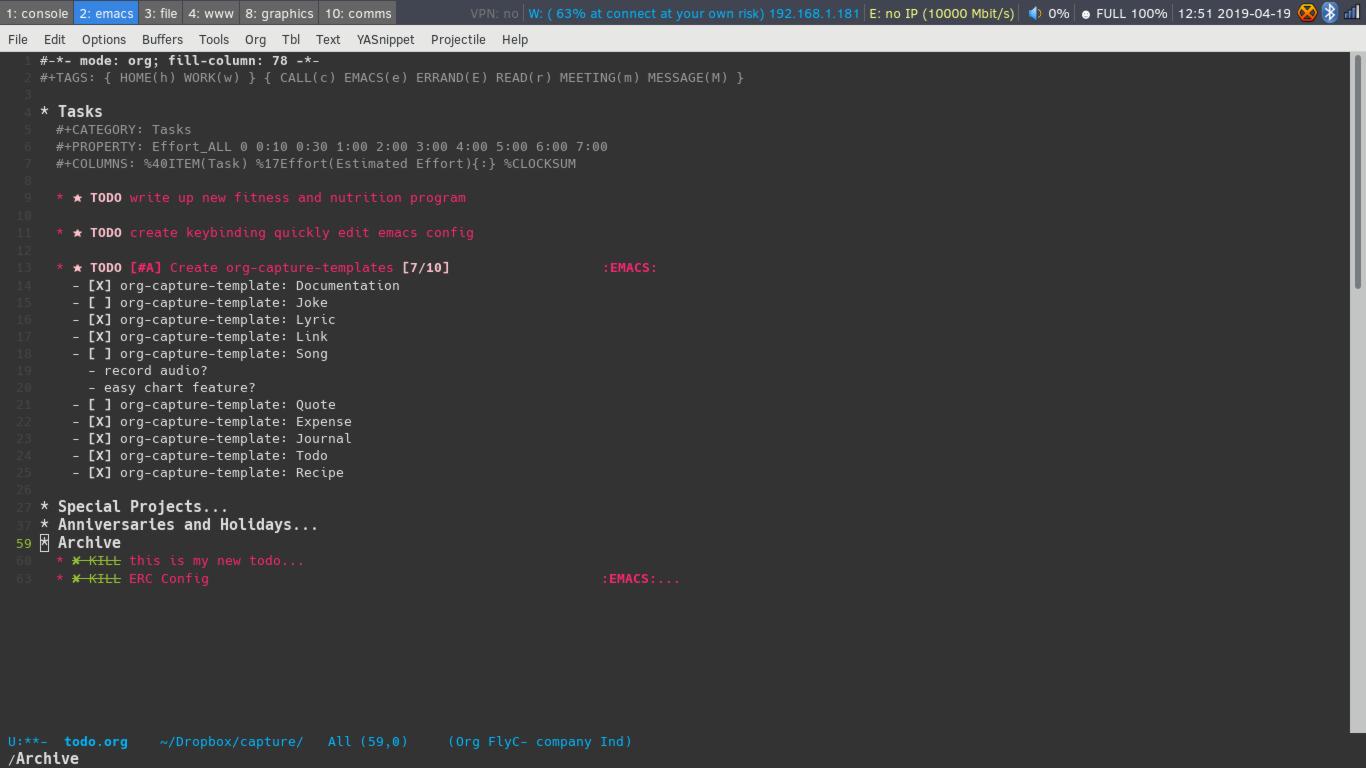 1: console 2: emacs 3: file 4: www 8: graphics 10: comms VPN: no W: ( 63% at connect at your own risk) 192.168.1.181 E: no IP (10000 Mbit/s) 0% ☻ FULL 100% 12:51 2019-04-19
File Edit Options Buffers Tools Org Tbl Text YASnippet Projectile Help
1 #-*- mode: org; fill-column: 78 -*-
2 #+TAGS: { HOME(h) WORK(w) } { CALL(c) EMACS(e) ERRAND(E) READ(r) MEETING(m) MESSAGE(M) }
3
4 * Tasks
5 #+CATEGORY: Tasks
6 #+PROPERTY: Effort_ALL 0 0:10 0:30 1:00 2:00 3:00 4:00 5:00 6:00 7:00
7 #+COLUMNS: %40ITEM(Task) %17Effort(Estimated Effort){:} %CLOCKSUM
8
9 * ★ TODO write up new fitness and nutrition program
10
11 * ★ TODO create keybinding quickly edit emacs config
12
13 * ★ TODO [#A] Create org-capture-templates [7/10] :EMACS:
14 - [X] org-capture-template: Documentation
15 - [ ] org-capture-template: Joke
16 - [X] org-capture-template: Lyric
17 - [X] org-capture-template: Link
18 - [ ] org-capture-template: Song
19 - record audio?
20 - easy chart feature?
21 - [ ] org-capture-template: Quote
22 - [X] org-capture-template: Expense
23 - [X] org-capture-template: Journal
24 - [X] org-capture-template: Todo
25 - [X] org-capture-template: Recipe
26
27 * Special Projects...
37 * Anniversaries and Holidays...
59 * Archive
60 * ✘ KILL this is my new todo...
63 * ✘ KILL ERC Config :EMACS:...
U:**- todo.org ~/Dropbox/capture/ All (59,0) (Org FlyC- company Ind)
/Archive